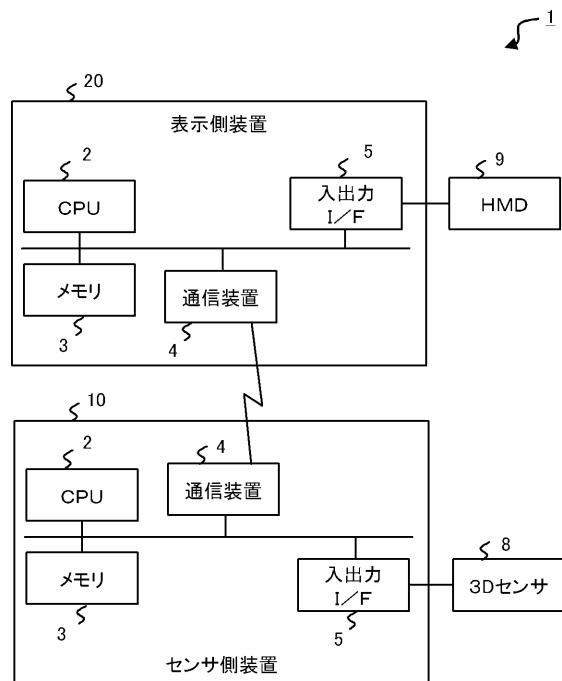 1
20
表示側装置
2
CPU
5
入出力
I/F
9
HMD
メモリ
3
通信装置
4
10
2
CPU
4
通信装置
メモリ
3
入出力
I/F
5
8
3Dセンサ
センサ側装置